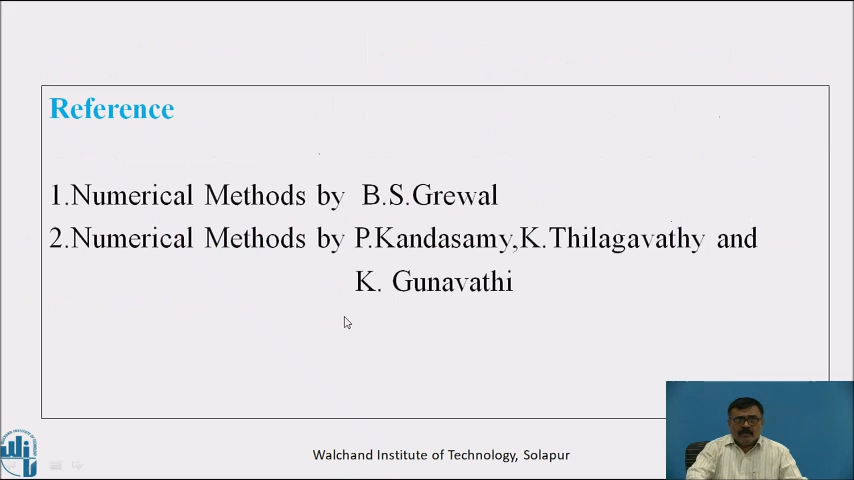 Reference
1.Numerical Methods by B.S.Grewal
2.Numerical Methods by P.Kandasamy,K.Thilagavathy and
K. Gunavathi
Walchand Institute of Technology, Solapur